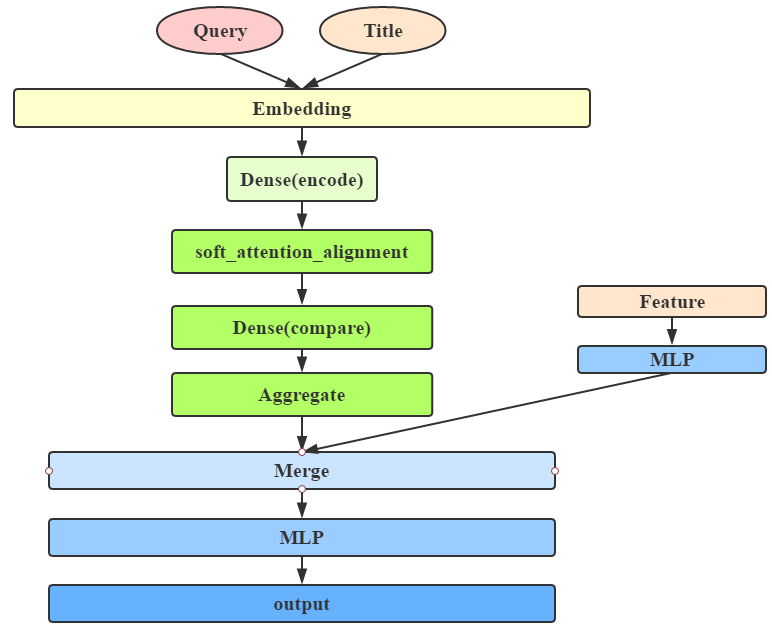 Query
Title
Embedding
Dense(encode)
soft_attention_alignment
Feature
Dense(compare)
MLP
Aggregate
Merge
MLP
output